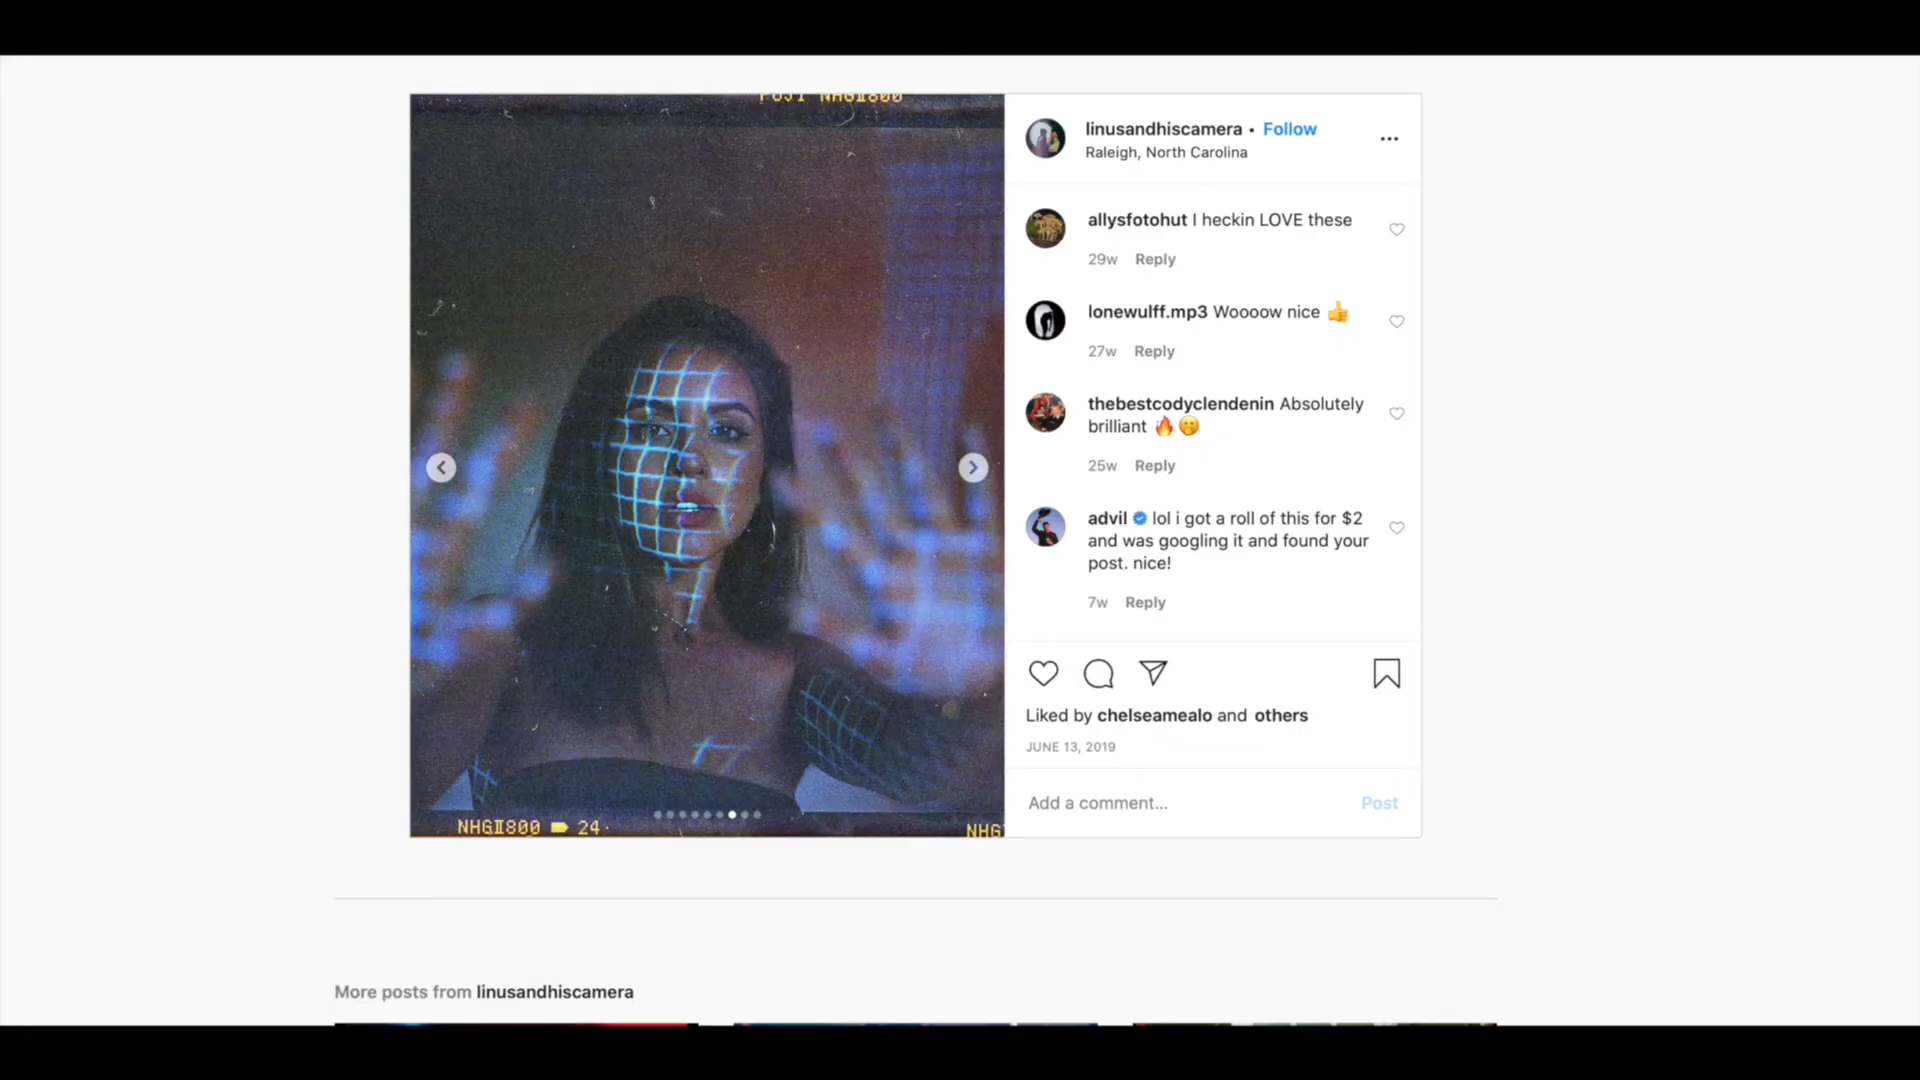 FUJI NHGII800
NHGII800 24
NHG
linusandhiscamera • Follow
Raleigh, North Carolina
allysfotohut I heckin LOVE these
29w Reply
lonewulff.mp3 Woooow nice 👍
27w Reply
thebestcodyclendenin Absolutely
brilliant 🔥🤭
25w Reply
advil lol i got a roll of this for $2
and was googling it and found your
post. nice!
7w Reply
Liked by chelseamealo and others
JUNE 13, 2019
Add a comment... Post
More posts from linusandhiscamera